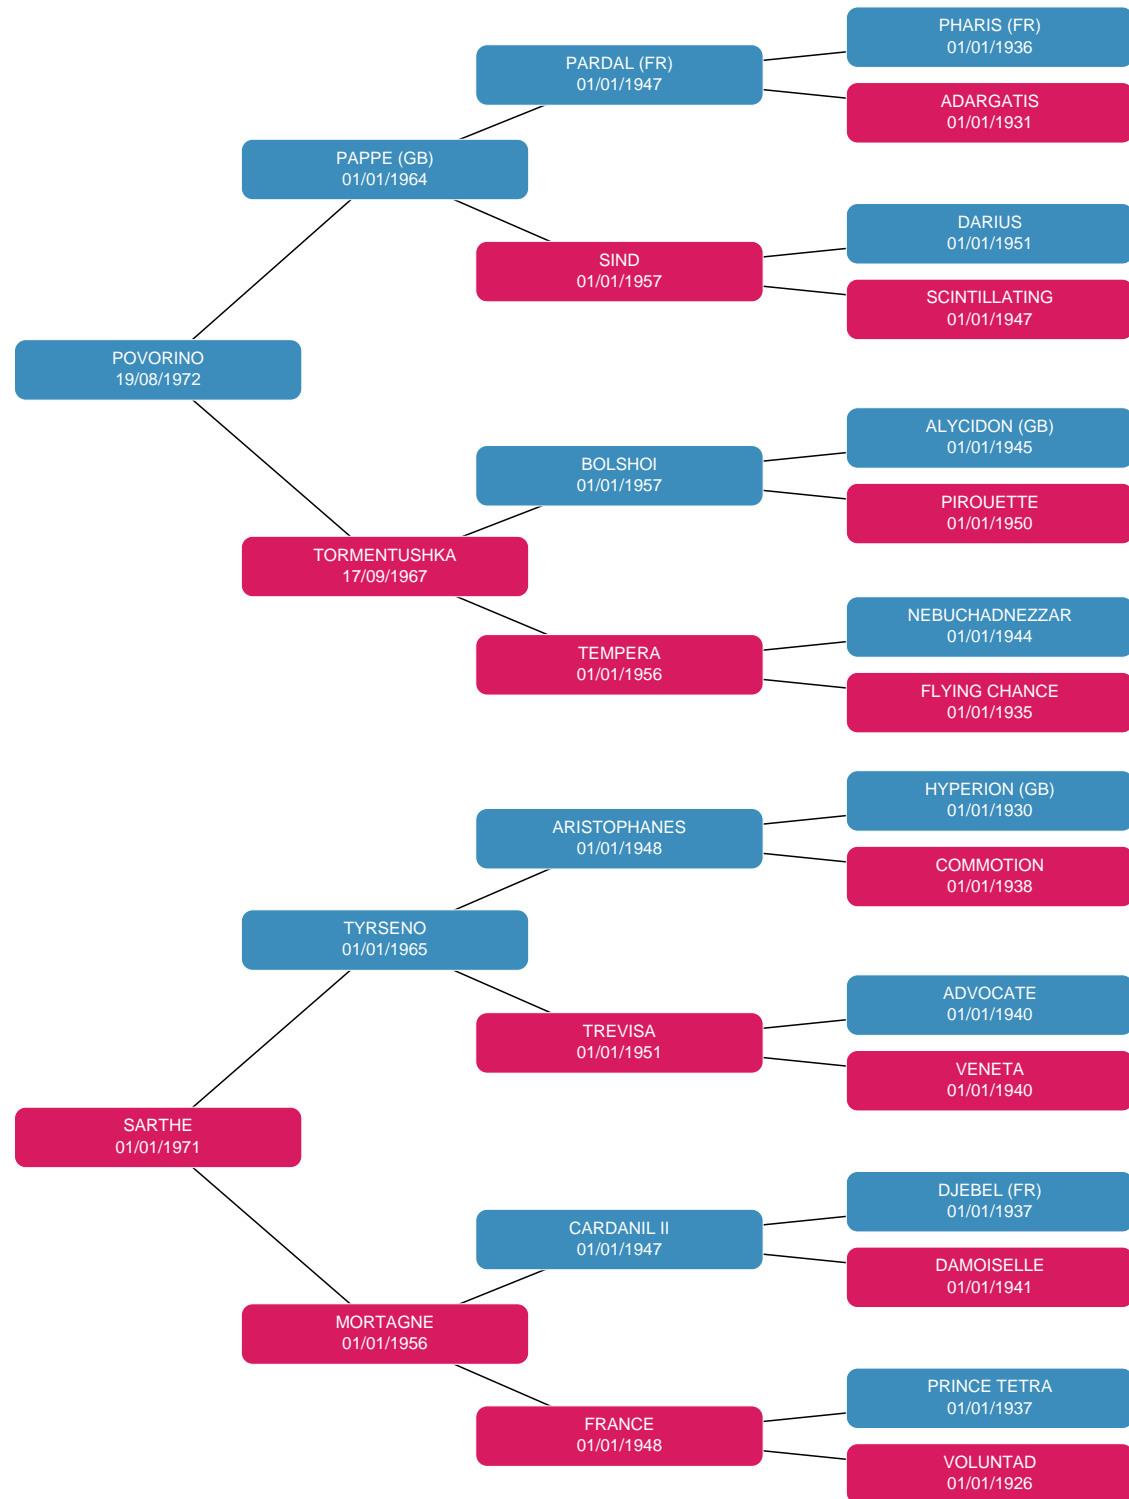 PHARIS (FR)
01/01/1936
PARDAL (FR)
01/01/1947
ADARGATIS
01/01/1931
PAPPE (GB)
01/01/1964
DARIUS
01/01/1951
SIND
01/01/1957
SCINTILLATING
01/01/1947
POVORINO
19/08/1972
ALYCIDON (GB)
01/01/1945
BOLSHOI
01/01/1957
PIROUETTE
01/01/1950
TORMENTUSHKA
17/09/1967
NEBUCHADNEZZAR
01/01/1944
TEMPERA
01/01/1956
FLYING CHANCE
01/01/1935
HYPERION (GB)
01/01/1930
ARISTOPHANES
01/01/1948
COMMOTION
01/01/1938
TYRSENO
01/01/1965
ADVOCATE
01/01/1940
TREVISA
01/01/1951
VENETA
01/01/1940
SARTHE
01/01/1971
DJEBEL (FR)
01/01/1937
CARDANIL II
01/01/1947
DAMOISELLE
01/01/1941
MORTAGNE
01/01/1956
PRINCE TETRA
01/01/1937
FRANCE
01/01/1948
VOLUNTAD
01/01/1926